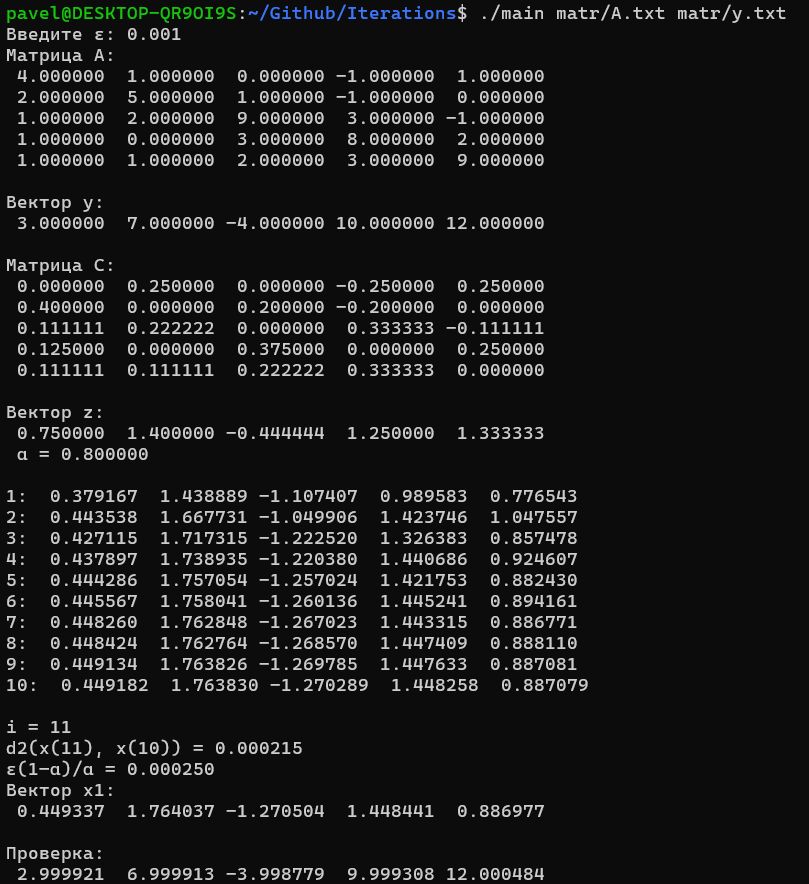 pavel@DESKTOP-QR9OI9S:~/Github/Iterations$ ./main matr/A.txt matr/y.txt
Введите ε: 0.001
Матрица A:
4.000000 1.000000 0.000000 -1.000000 1.000000
2.000000 5.000000 1.000000 -1.000000 0.000000
1.000000 2.000000 9.000000 3.000000 -1.000000
1.000000 0.000000 3.000000 8.000000 2.000000
1.000000 1.000000 2.000000 3.000000 9.000000
Вектор y:
3.000000 7.000000 -4.000000 10.000000 12.000000
Матрица C:
0.000000 0.250000 0.000000 -0.250000 0.250000
0.400000 0.000000 0.200000 -0.200000 0.000000
0.111111 0.222222 0.000000 0.333333 -0.111111
0.125000 0.000000 0.375000 0.000000 0.250000
0.111111 0.111111 0.222222 0.333333 0.000000
Вектор z:
0.750000 1.400000 -0.444444 1.250000 1.333333
α = 0.800000
1: 0.379167 1.438889 -1.107407 0.989583 0.776543
2: 0.443538 1.667731 -1.049906 1.423746 1.047557
3: 0.427115 1.717315 -1.222520 1.326383 0.857478
4: 0.437897 1.738935 -1.220380 1.440686 0.924607
5: 0.444286 1.757054 -1.257024 1.421753 0.882430
6: 0.445567 1.758041 -1.260136 1.445241 0.894161
7: 0.448260 1.762848 -1.267023 1.443315 0.886771
8: 0.448424 1.762764 -1.268570 1.447409 0.888110
9: 0.449134 1.763826 -1.269785 1.447633 0.887081
10: 0.449182 1.763830 -1.270289 1.448258 0.887079
i = 11
d2(x(11), x(10)) = 0.000215
ε(1-α)/α = 0.000250
Вектор x1:
0.449337 1.764037 -1.270504 1.448441 0.886977
Проверка:
2.999921 6.999913 -3.998779 9.999308 12.000484